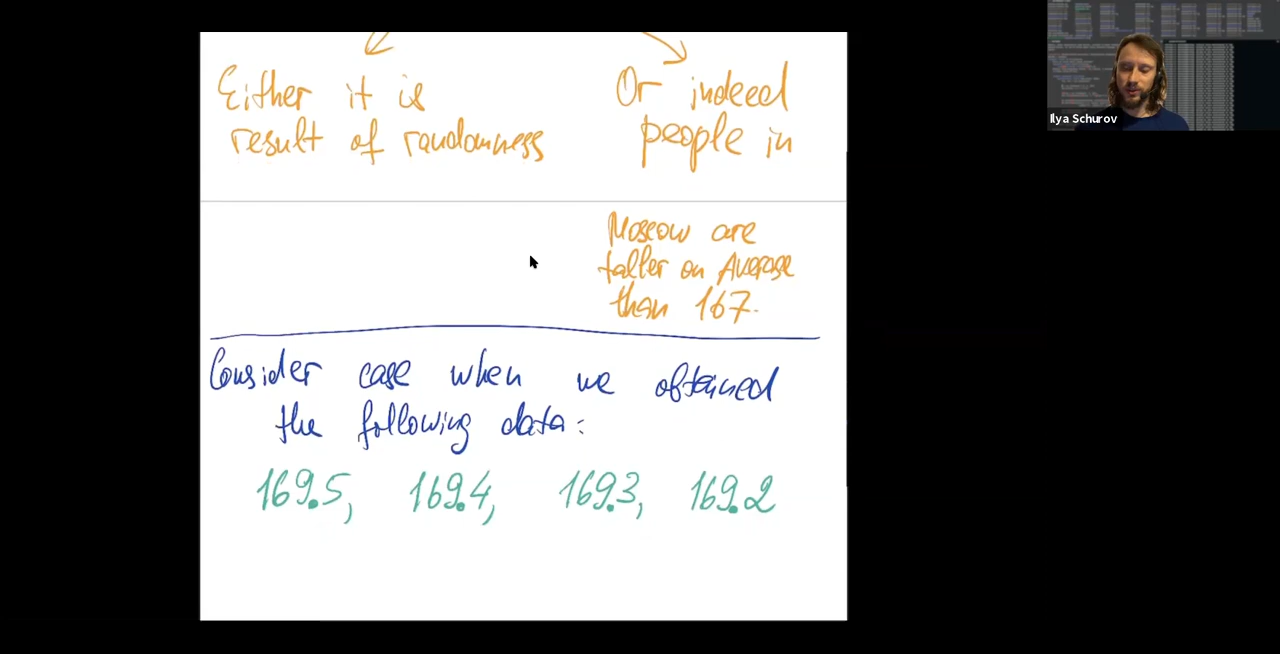 Either it is
result of randomness
Or indeed
people in
Moscow are
taller on Average
than 167.
Consider case when we obtained
the following data:
169.5, 169.4, 169.3, 169.2
Ilya Schurov